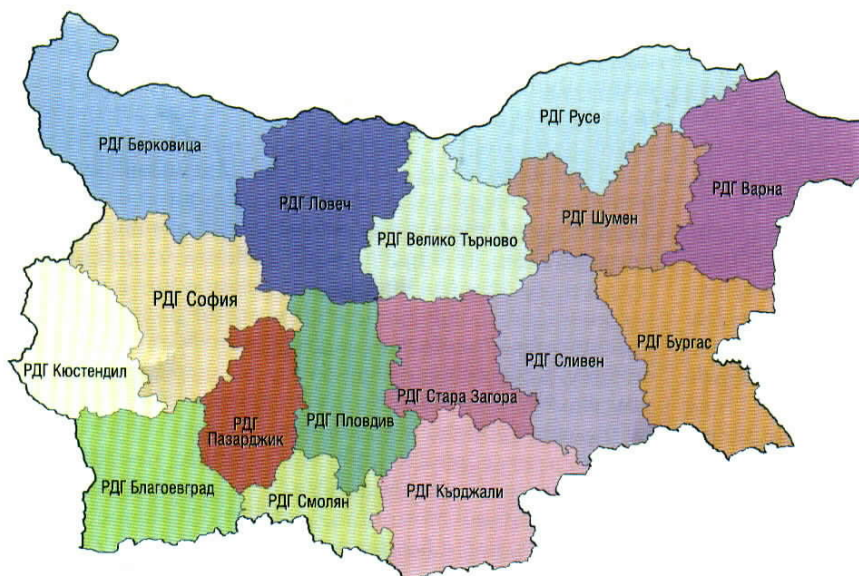 РДГ Русе
РДГ Берковица
РДГ Варна
РДГ Ловеч
РДГ Шумен
РДГ Велико Търново
РДГ София
РДГ Бургас
РДГ Сливен
РДГ Кюстендил
РДГ Стара Загора
РДГ
Пазарджик
РДГ Пловдив
РДГ Благоевград
РДГ Смолян
РДГ Кърджали